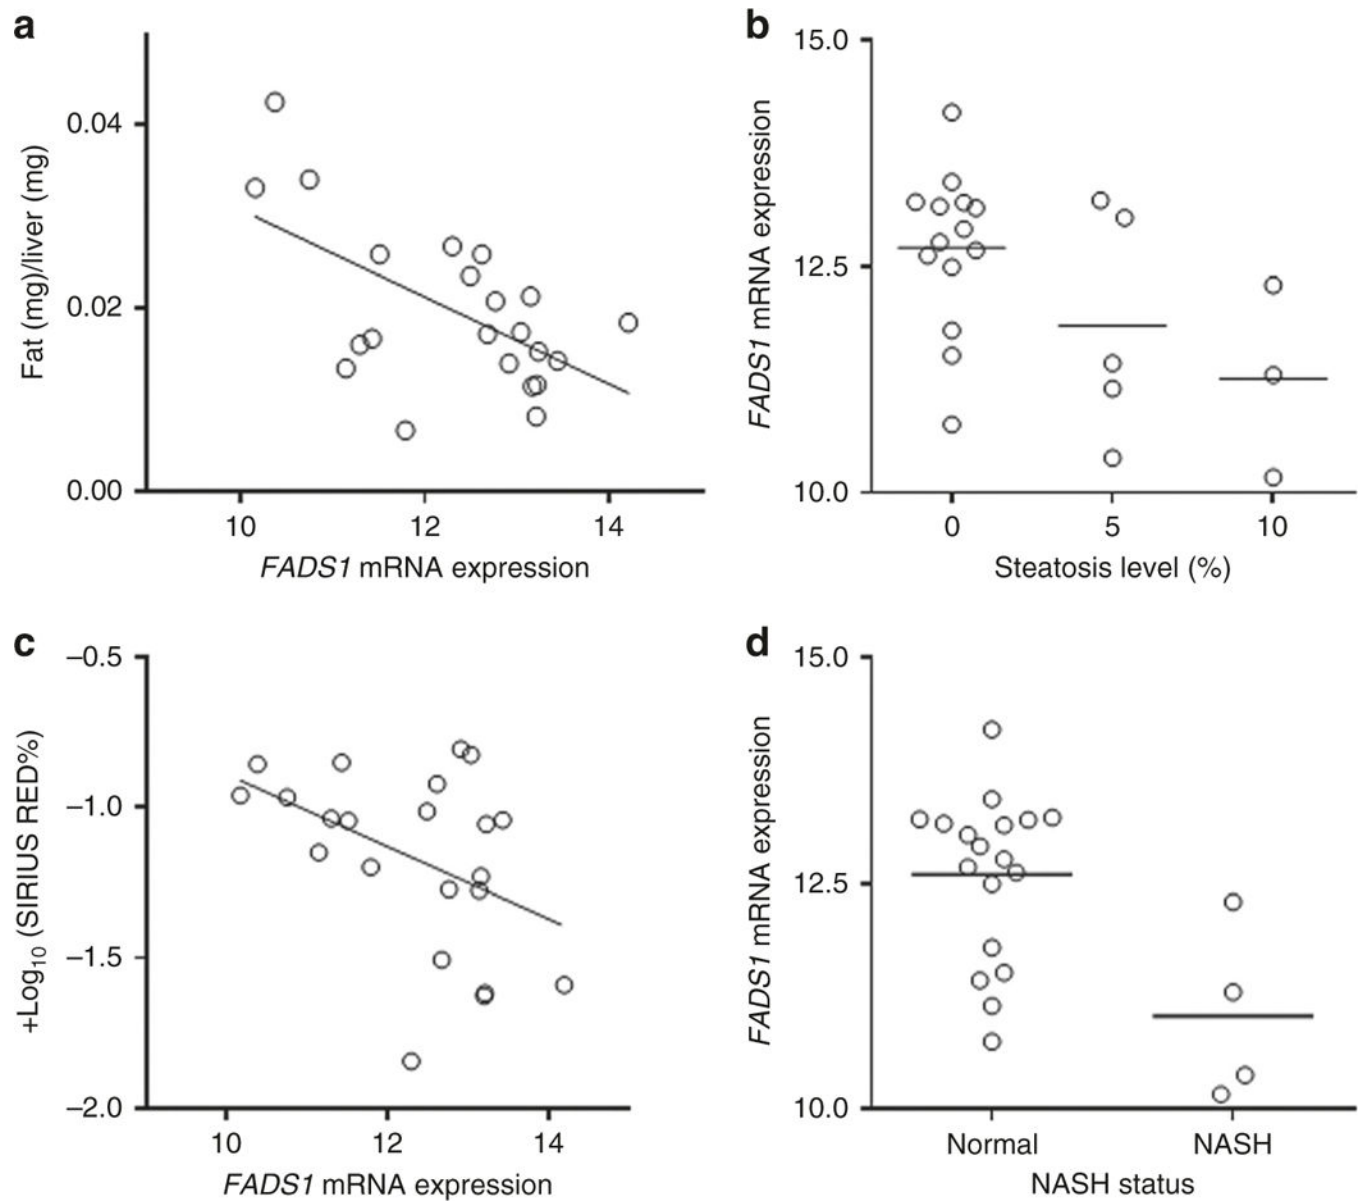 a
0.04
0.02
0.00
Fat (mg)/liver (mg)
10 12 14
FADS1 mRNA expression
b
15.0
12.5
10.0
FADS1 mRNA expression
0 5 10
Steatosis level (%)
c
–0.5
–1.0
–1.5
–2.0
+Log10 (SIRIUS RED%)
10 12 14
FADS1 mRNA expression
d
15.0
12.5
10.0
FADS1 mRNA expression
Normal NASH
NASH status